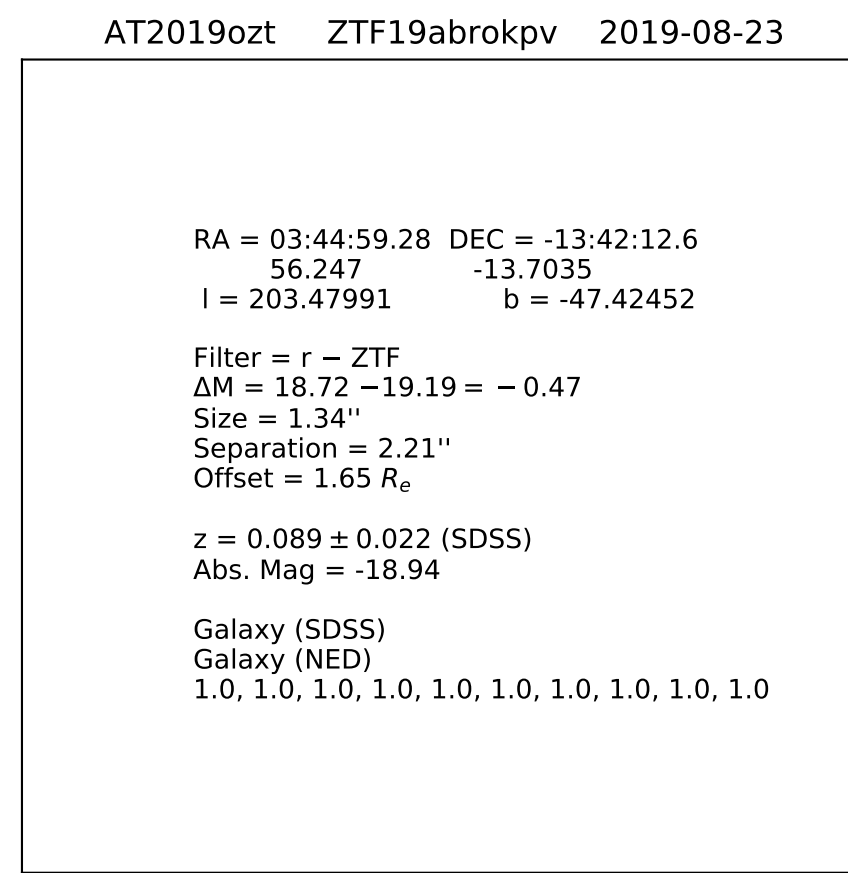 AT2019ozt ZTF19abrokpv 2019-08-23
RA = 03:44:59.28 DEC = -13:42:12.6
56.247 -13.7035
l = 203.47991 b = -47.42452
Filter = r − ZTF
ΔM = 18.72 −19.19 = − 0.47
Size = 1.34''
Separation = 2.21''
Offset = 1.65 Re
z = 0.089 ± 0.022 (SDSS)
Abs. Mag = -18.94
Galaxy (SDSS)
Galaxy (NED)
1.0, 1.0, 1.0, 1.0, 1.0, 1.0, 1.0, 1.0, 1.0, 1.0